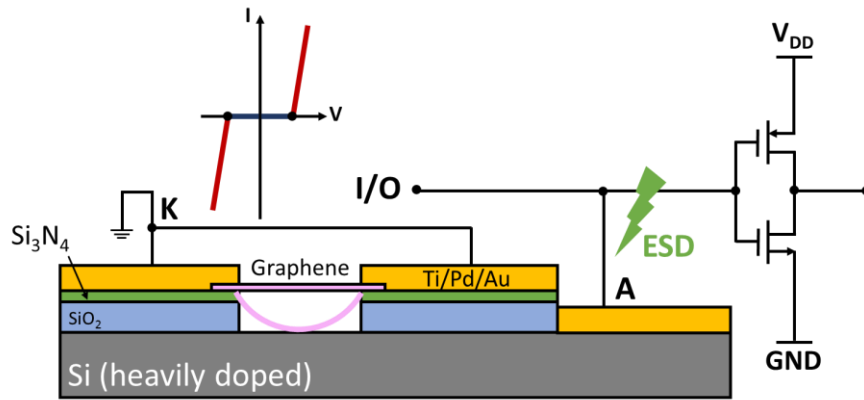 I
V
V_DD
I/O
K
ESD
Si₃N₄
Graphene
Ti/Pd/Au
A
SiO₂
GND
Si (heavily doped)